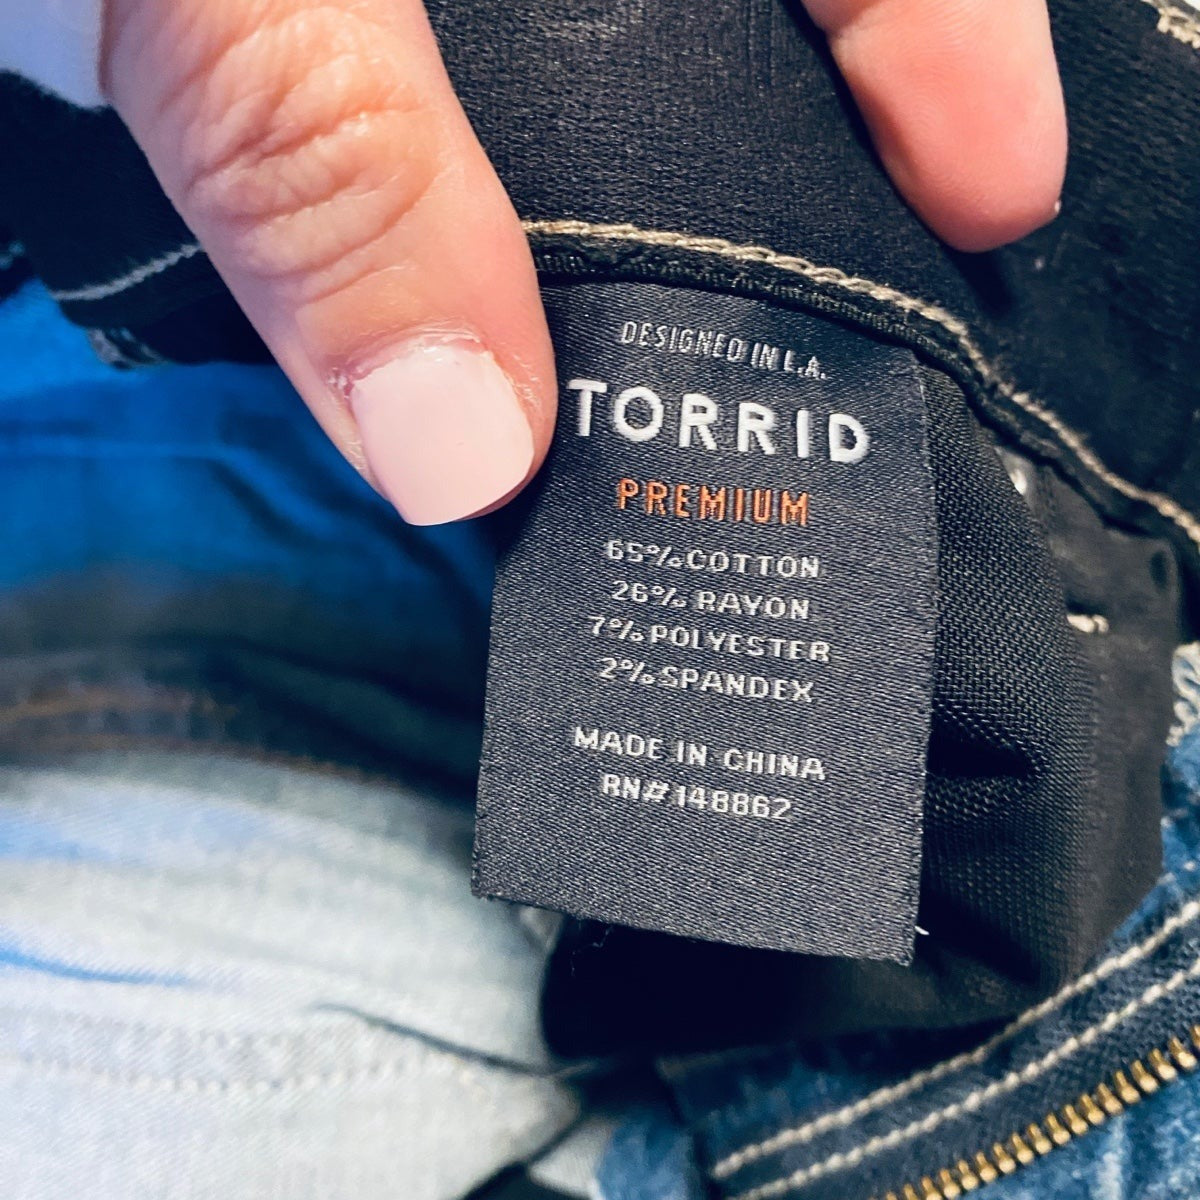 DESIGNED IN L.A.
TORRID
PREMIUM
65% COTTON
26% RAYON
7% POLYESTER
2% SPANDEX
MADE IN CHINA
RN# 148862